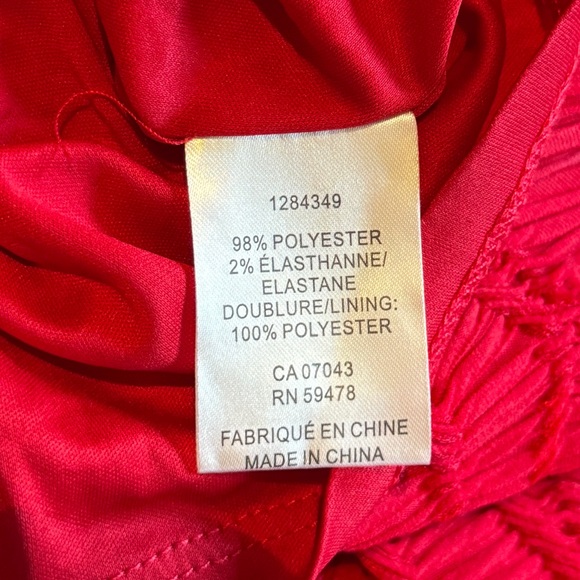 1284349
98% POLYESTER
2% ÉLASTHANNE/
ELASTANE
DOUBLURE/LINING:
100% POLYESTER
CA 07043
RN 59478
FABRIQUÉ EN CHINE
MADE IN CHINA